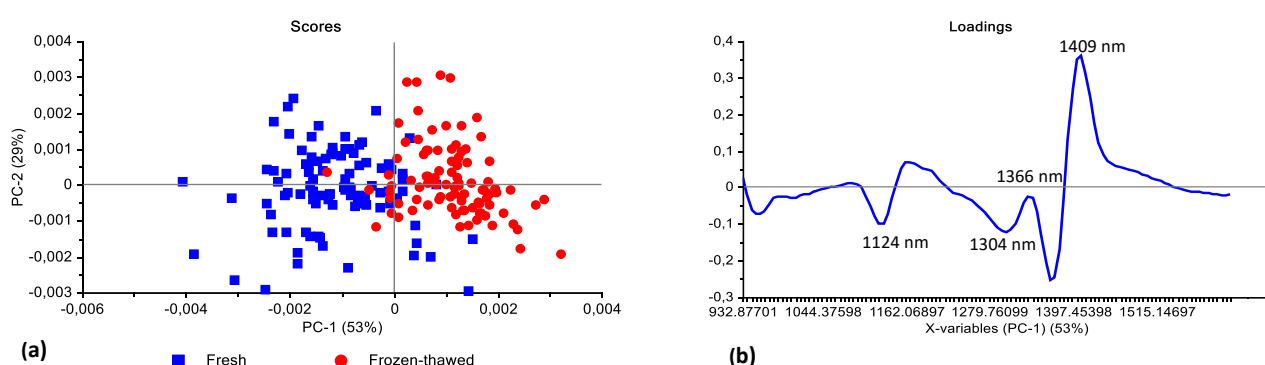 Scores
0,004
0,003
0,002
0,001
0
-0,001
-0,002
-0,003
PC-2 (29%)
-0,006
-0,004
-0,002
0
0,002
0,004
PC-1 (53%)
(a)
Fresh
Frozen-thawed
Loadings
0,4
0,3
0,2
0,1
0
-0,1
-0,2
-0,3
1409 nm
1366 nm
1124 nm
1304 nm
932.87701 1044.37598 1162.06897 1279.76099 1397.45398 1515.14697
X-variables (PC-1) (53%)
(b)